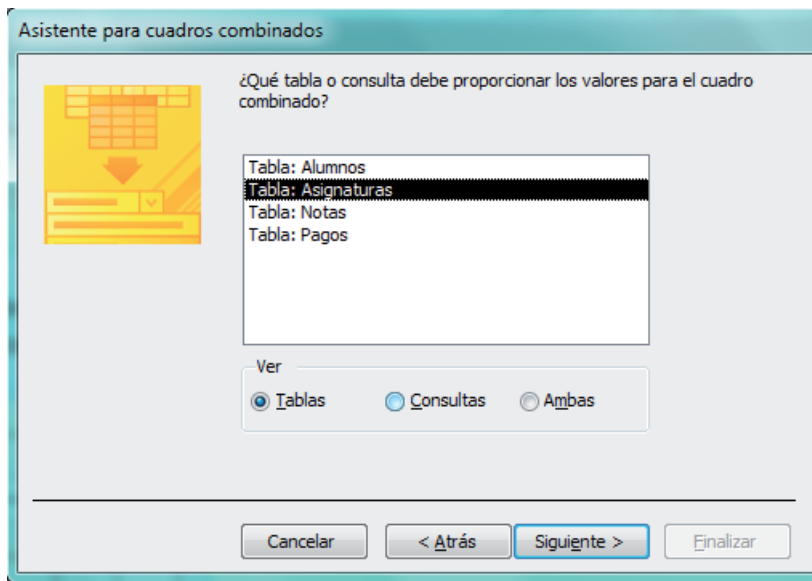 Asistente para cuadros combinados
¿Qué tabla o consulta debe proporcionar los valores para el cuadro
combinado?
Tabla: Alumnos
Tabla: Asignaturas
Tabla: Notas
Tabla: Pagos
Ver
Tablas Consultas Ambas
Cancelar < Atrás Siguiente > Finalizar